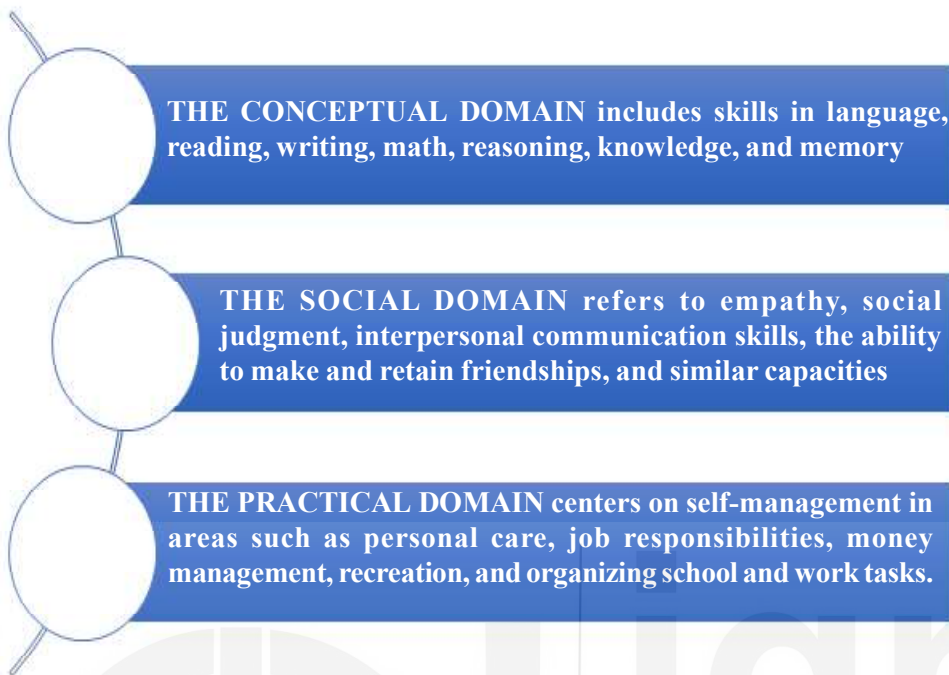 THE CONCEPTUAL DOMAIN includes skills in language,
reading, writing, math, reasoning, knowledge, and memory
THE SOCIAL DOMAIN refers to empathy, social
judgment, interpersonal communication skills, the ability
to make and retain friendships, and similar capacities
THE PRACTICAL DOMAIN centers on self-management in
areas such as personal care, job responsibilities, money
management, recreation, and organizing school and work tasks.